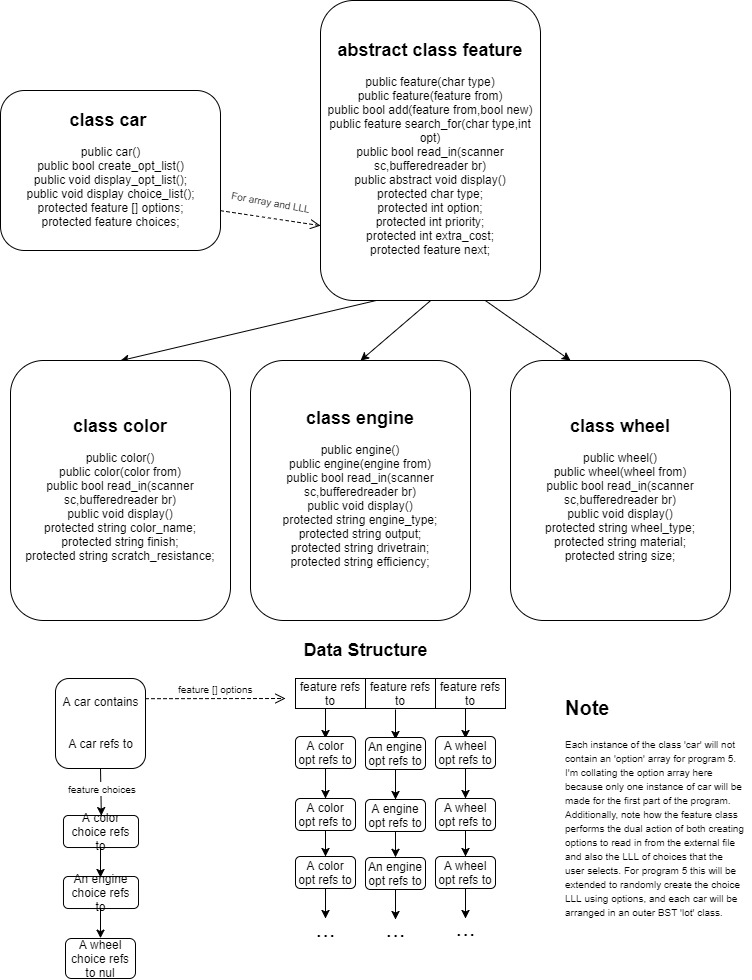 abstract class feature
public feature(char type)
public feature(feature from)
public bool add(feature from,bool new)
public feature search_for(char type,int
opt)
public bool read_in(scanner
sc,bufferedreader br)
public abstract void display()
protected char type;
protected int option;
protected int priority;
protected int extra_cost;
protected feature next;
class car
public car()
public bool create_opt_list()
public void display_opt_list();
public void display choice_list();
protected feature [] options;
protected feature choices;
For array and LLL
class color
public color()
public color(color from)
public bool read_in(scanner
sc,bufferedreader br)
public void display()
protected string color_name;
protected string finish;
protected string scratch_resistance;
class engine
public engine()
public engine(engine from)
public bool read_in(scanner
sc,bufferedreader br)
public void display()
protected string engine_type;
protected string output;
protected string drivetrain;
protected string efficiency;
class wheel
public wheel()
public wheel(wheel from)
public bool read_in(scanner
sc,bufferedreader br)
public void display()
protected string wheel_type;
protected string material;
protected string size;
Data Structure
A car contains
A car refs to
feature [] options
feature choices
A color
choice refs
to
An engine
choice refs
to
A wheel
choice refs
to nul
feature refs
to
feature refs
to
feature refs
to
A color
opt refs to
An engine
opt refs to
A wheel
opt refs to
A color
opt refs to
A engine
opt refs to
A wheel
opt refs to
A color
opt refs to
An engine
opt refs to
A wheel
opt refs to
...
...
...
Note
Each instance of the class 'car' will not
contain an 'option' array for program 5.
I'm collating the option array here
because only one instance of car will be
made for the first part of the program.
Additionally, note how the feature class
performs the dual action of both creating
options to read in from the external file
and also the LLL of choices that the
user selects. For program 5 this will be
extended to randomly create the choice
LLL using options, and each car will be
arranged in an outer BST 'lot' class.